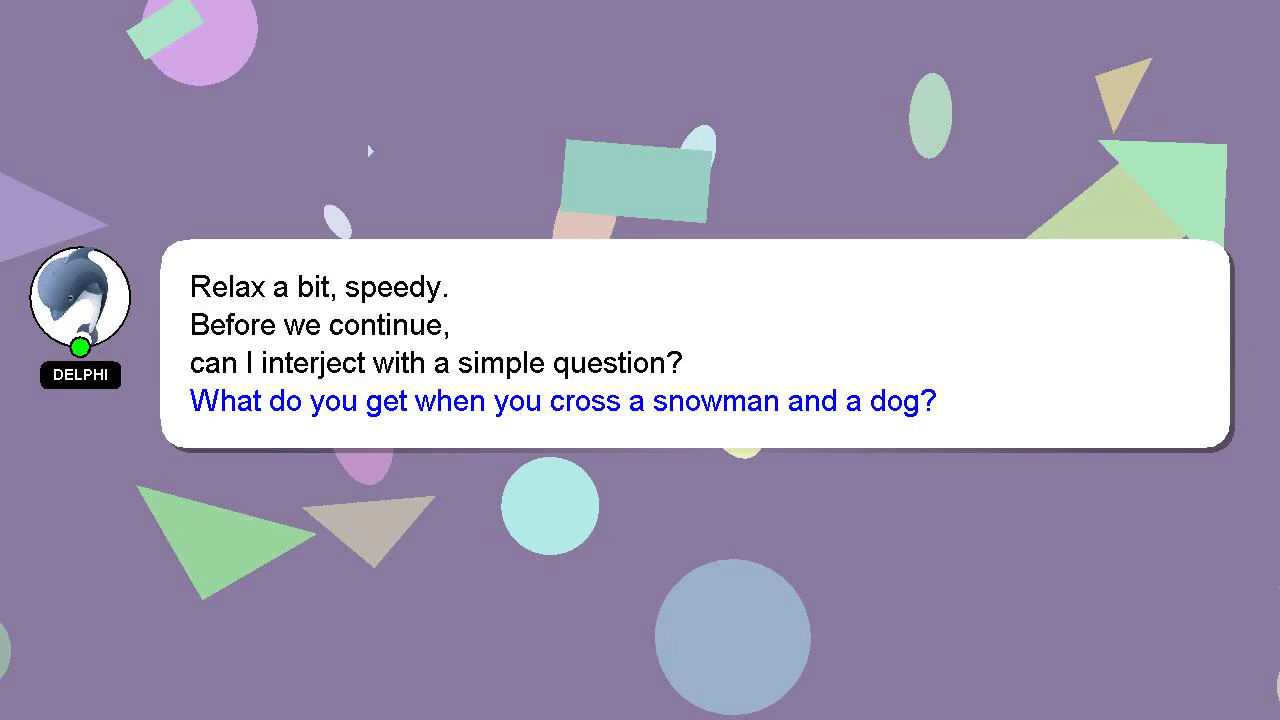 Relax a bit, speedy.
Before we continue,
can I interject with a simple question?
What do you get when you cross a snowman and a dog?
DELPHI